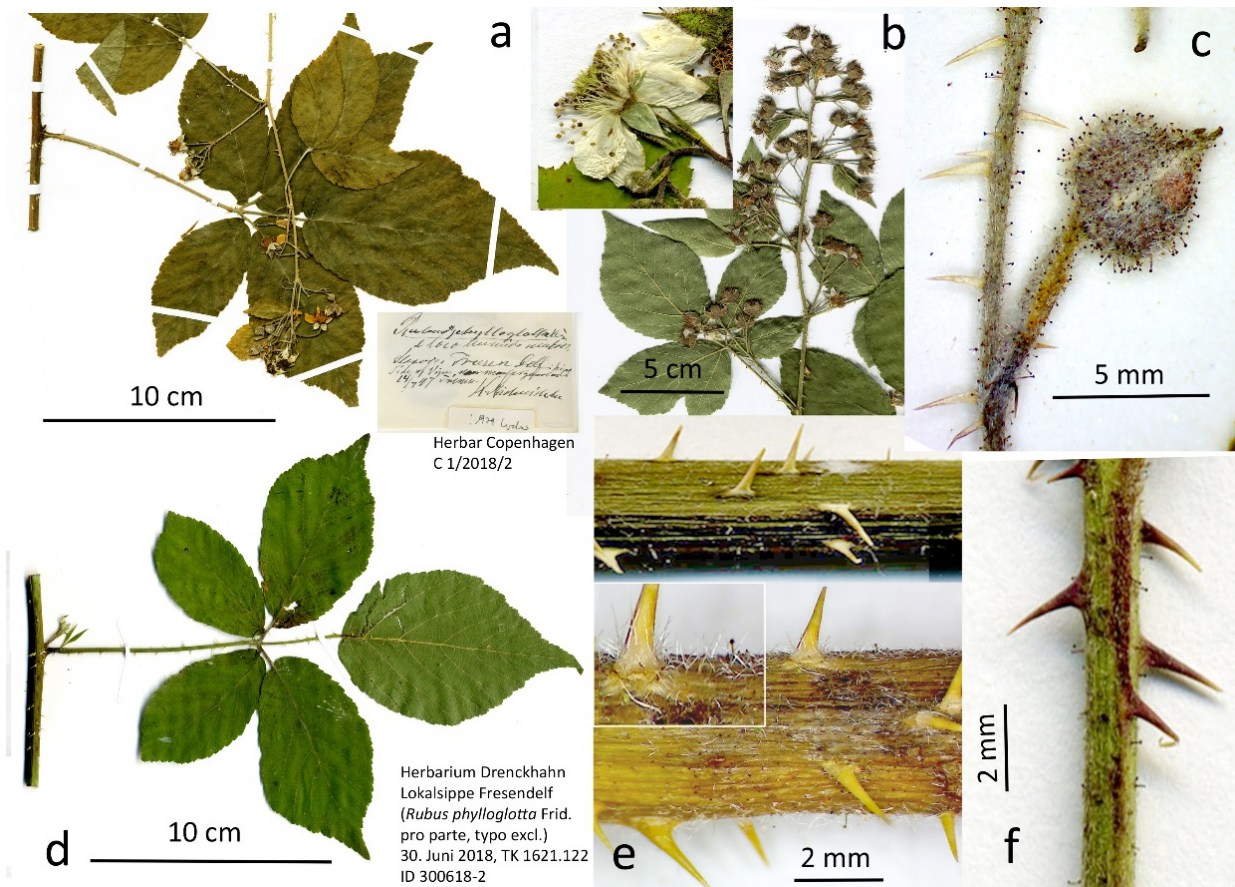 a
b
c
10 cm
5 cm
5 mm
Herbar Copenhagen
C 1/2018/2
Herbarium Drenckhahn
Lokalsippe Fresendelf
(Rubus phylloglotta Frid.
pro parte, typo excl.)
30. Juni 2018, TK 1621.122
ID 300618-2
10 cm
d
e
2 mm
2 mm
f